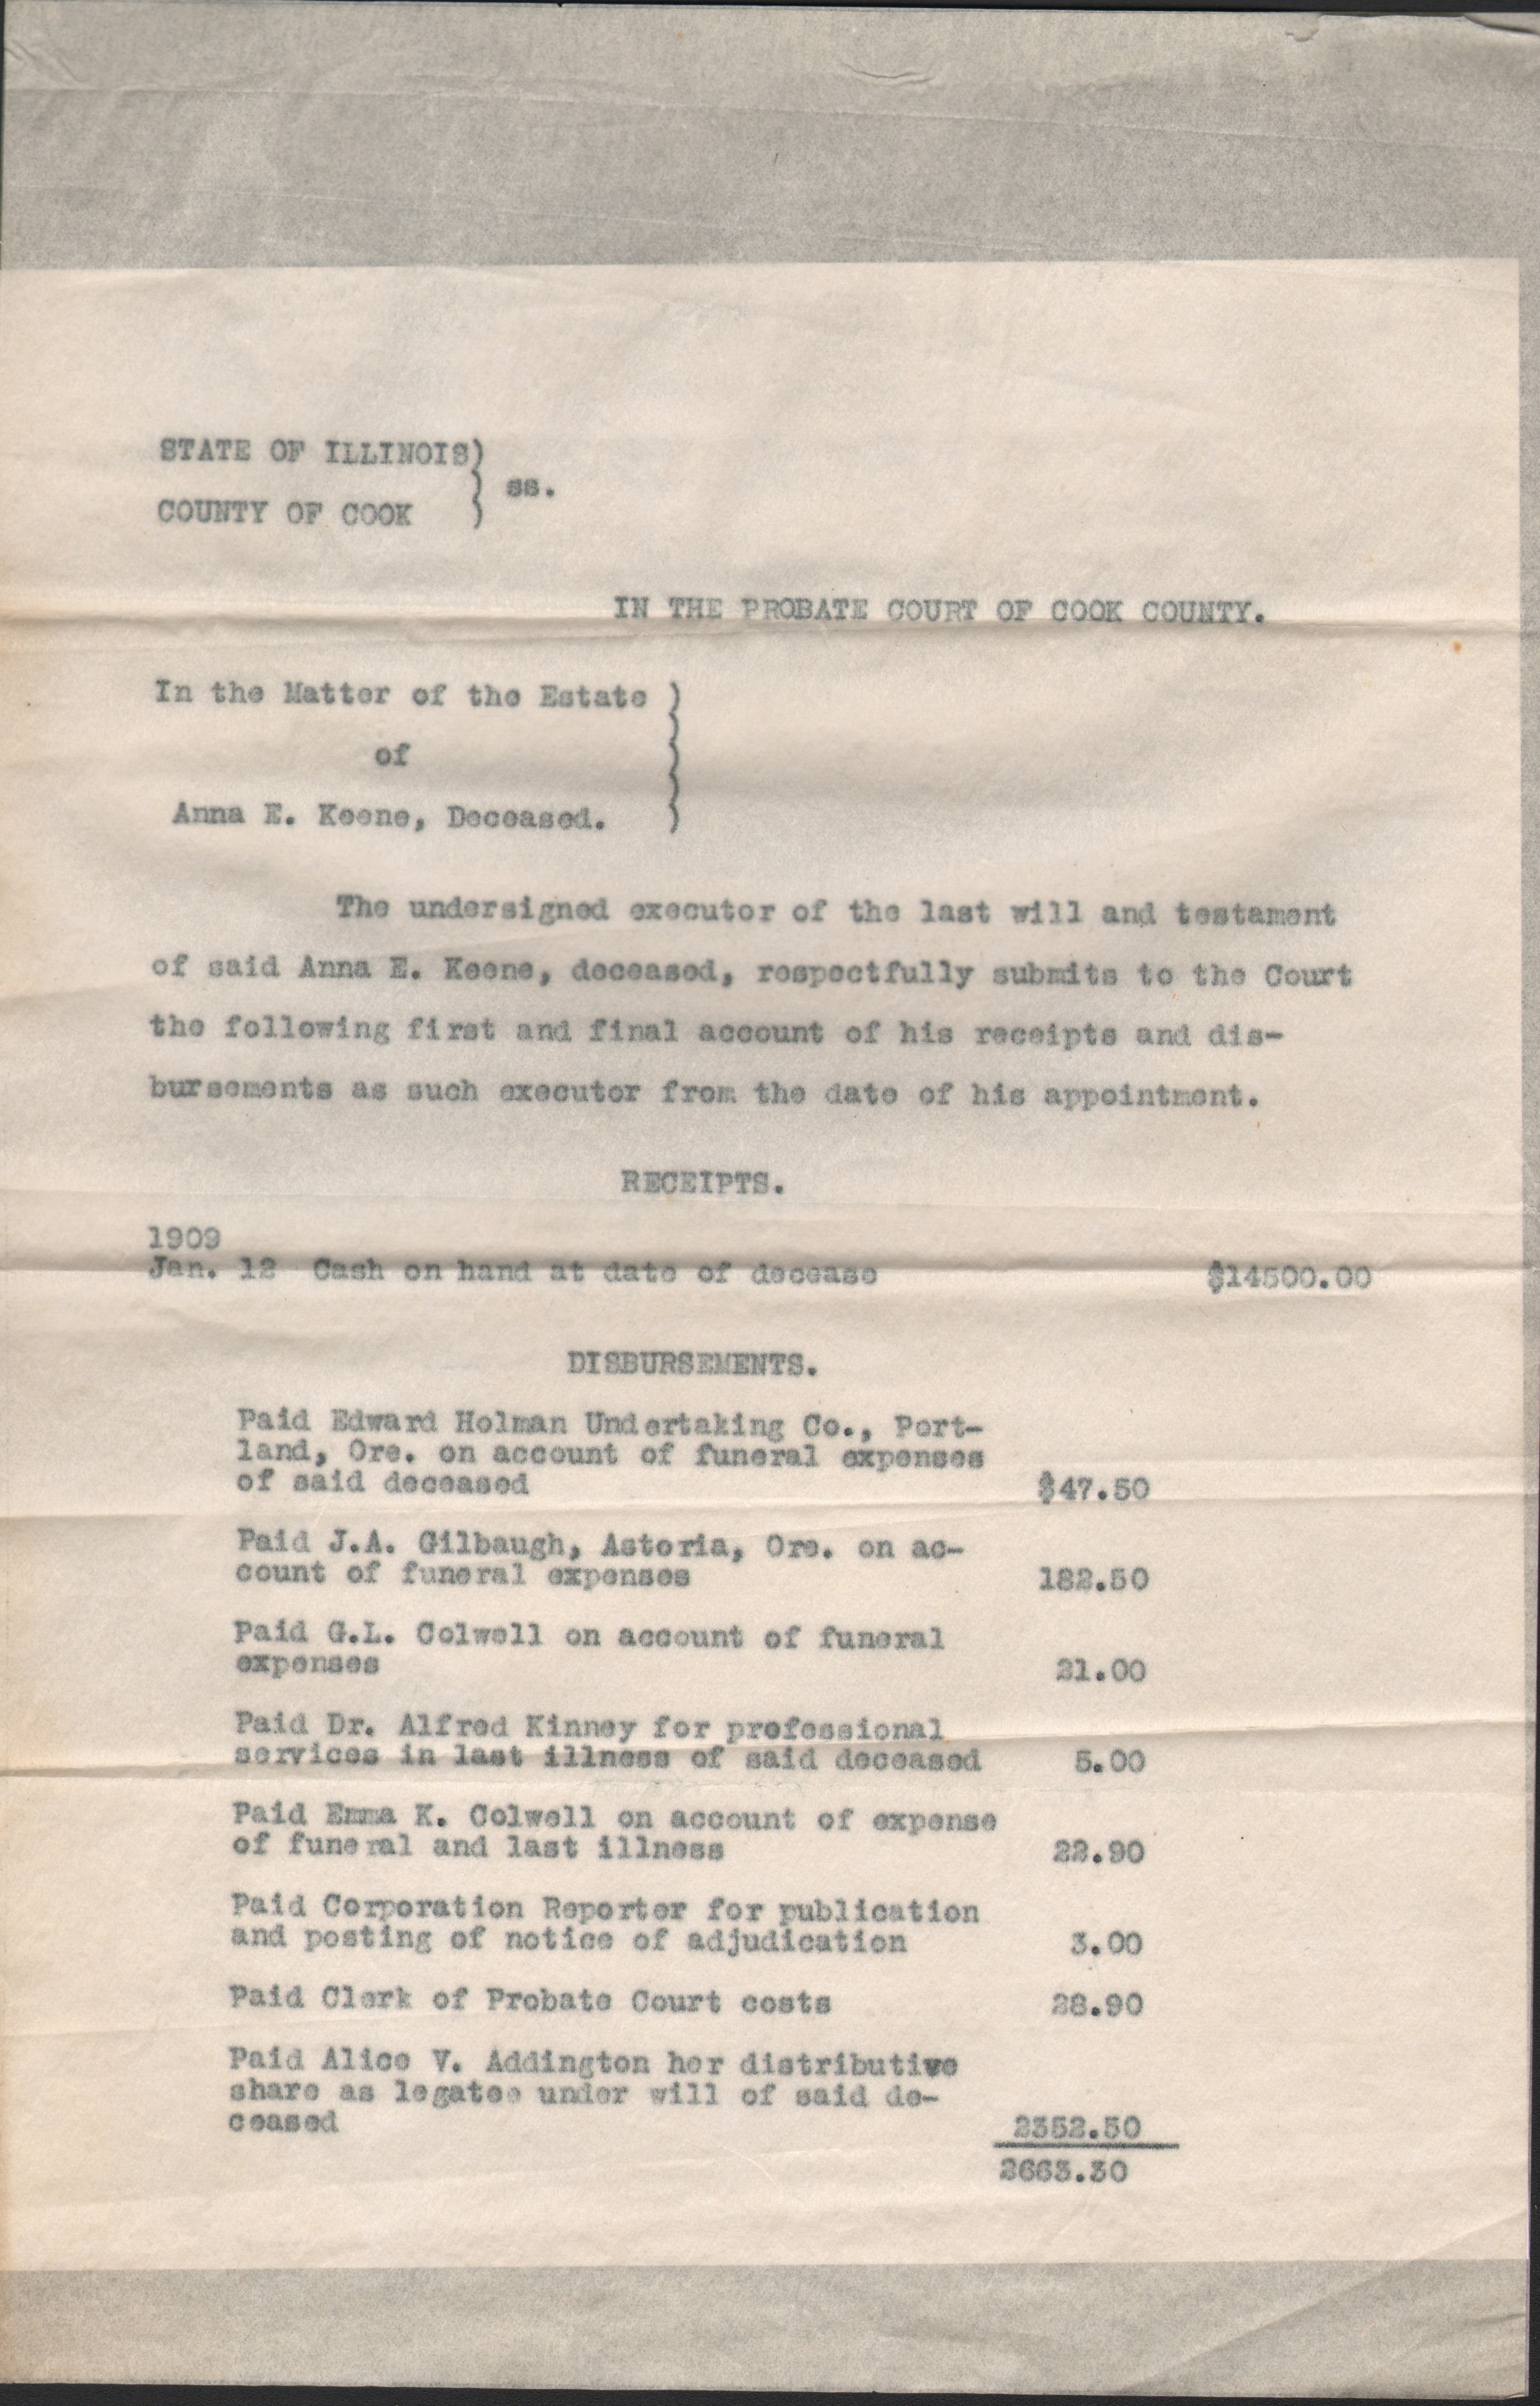 STATE OF ILLINOIS)
) ss.
COUNTY OF COOK )
IN THE PROBATE COURT OF COOK COUNTY.
In the Matter of the Estate )
)
of )
)
Anna E. Keene, Deceased. )
The undersigned executor of the last will and testament
of said Anna E. Keene, deceased, respectfully submits to the Court
the following first and final account of his receipts and dis-
bursements as such executor from the date of his appointment.
RECEIPTS.
1909
Jan. 12 Cash on hand at date of decease $14500.00
DISBURSEMENTS.
Paid Edward Holman Undertaking Co., Port-
land, Ore. on account of funeral expenses
of said deceased $47.50
Paid J.A. Gilbaugh, Astoria, Ore. on ac-
count of funeral expenses 182.50
Paid G.L. Colwell on account of funeral
expenses 21.00
Paid Dr. Alfred Kinney for professional
services in last illness of said deceased 5.00
Paid Emma K. Colwell on account of expense
of funeral and last illness 22.90
Paid Corporation Reporter for publication
and posting of notice of adjudication 3.00
Paid Clerk of Probate Court costs 28.90
Paid Alice V. Addington her distributive
share as legatee under will of said de-
ceased 2352.50
2663.30